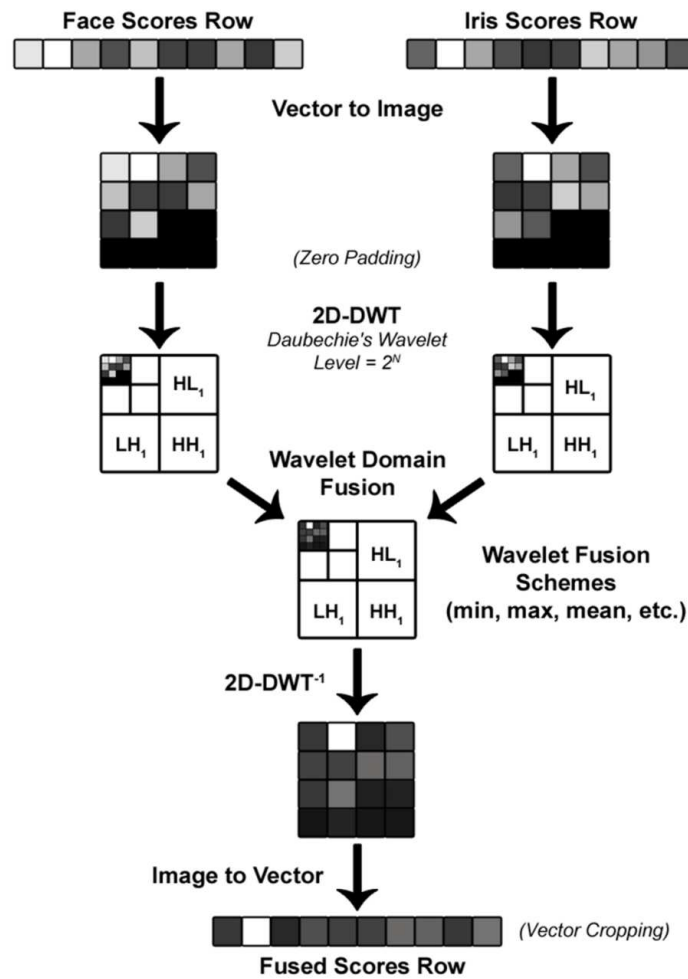 Face Scores Row
Iris Scores Row
Vector to Image
(Zero Padding)
2D-DWT
Daubechie's Wavelet
Level = 2^N
HL₁
LH₁ HH₁
HL₁
LH₁ HH₁
Wavelet Domain
Fusion
HL₁
LH₁ HH₁
Wavelet Fusion
Schemes
(min, max, mean, etc.)
2D-DWT⁻¹
Image to Vector
(Vector Cropping)
Fused Scores Row